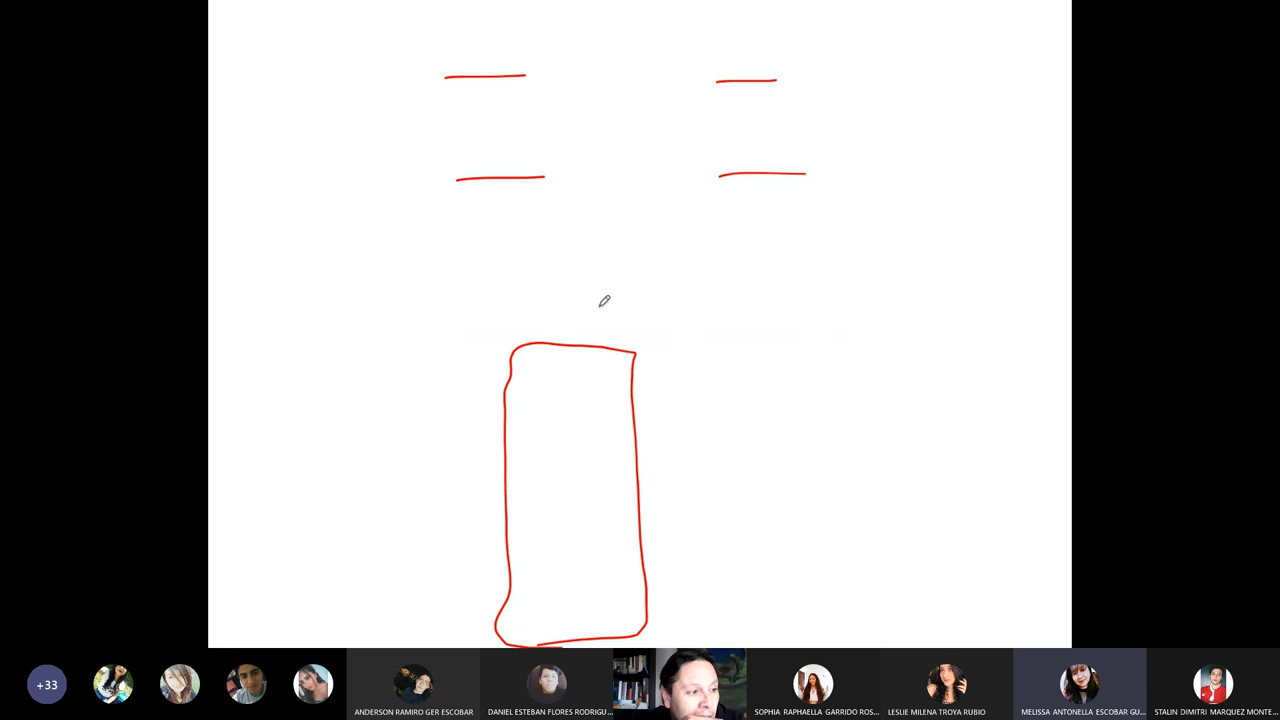 +33
ANDERSON RAMIRO GER ESCOBAR
DANIEL ESTEBAN FLORES RODRIGU...
SOPHIA RAPHAELLA GARRIDO ROS...
LESLIE MILENA TROYA RUBIO
MELISSA ANTONELLA ESCOBAR GU...
STALIN DIMITRI MARQUEZ MONTE...